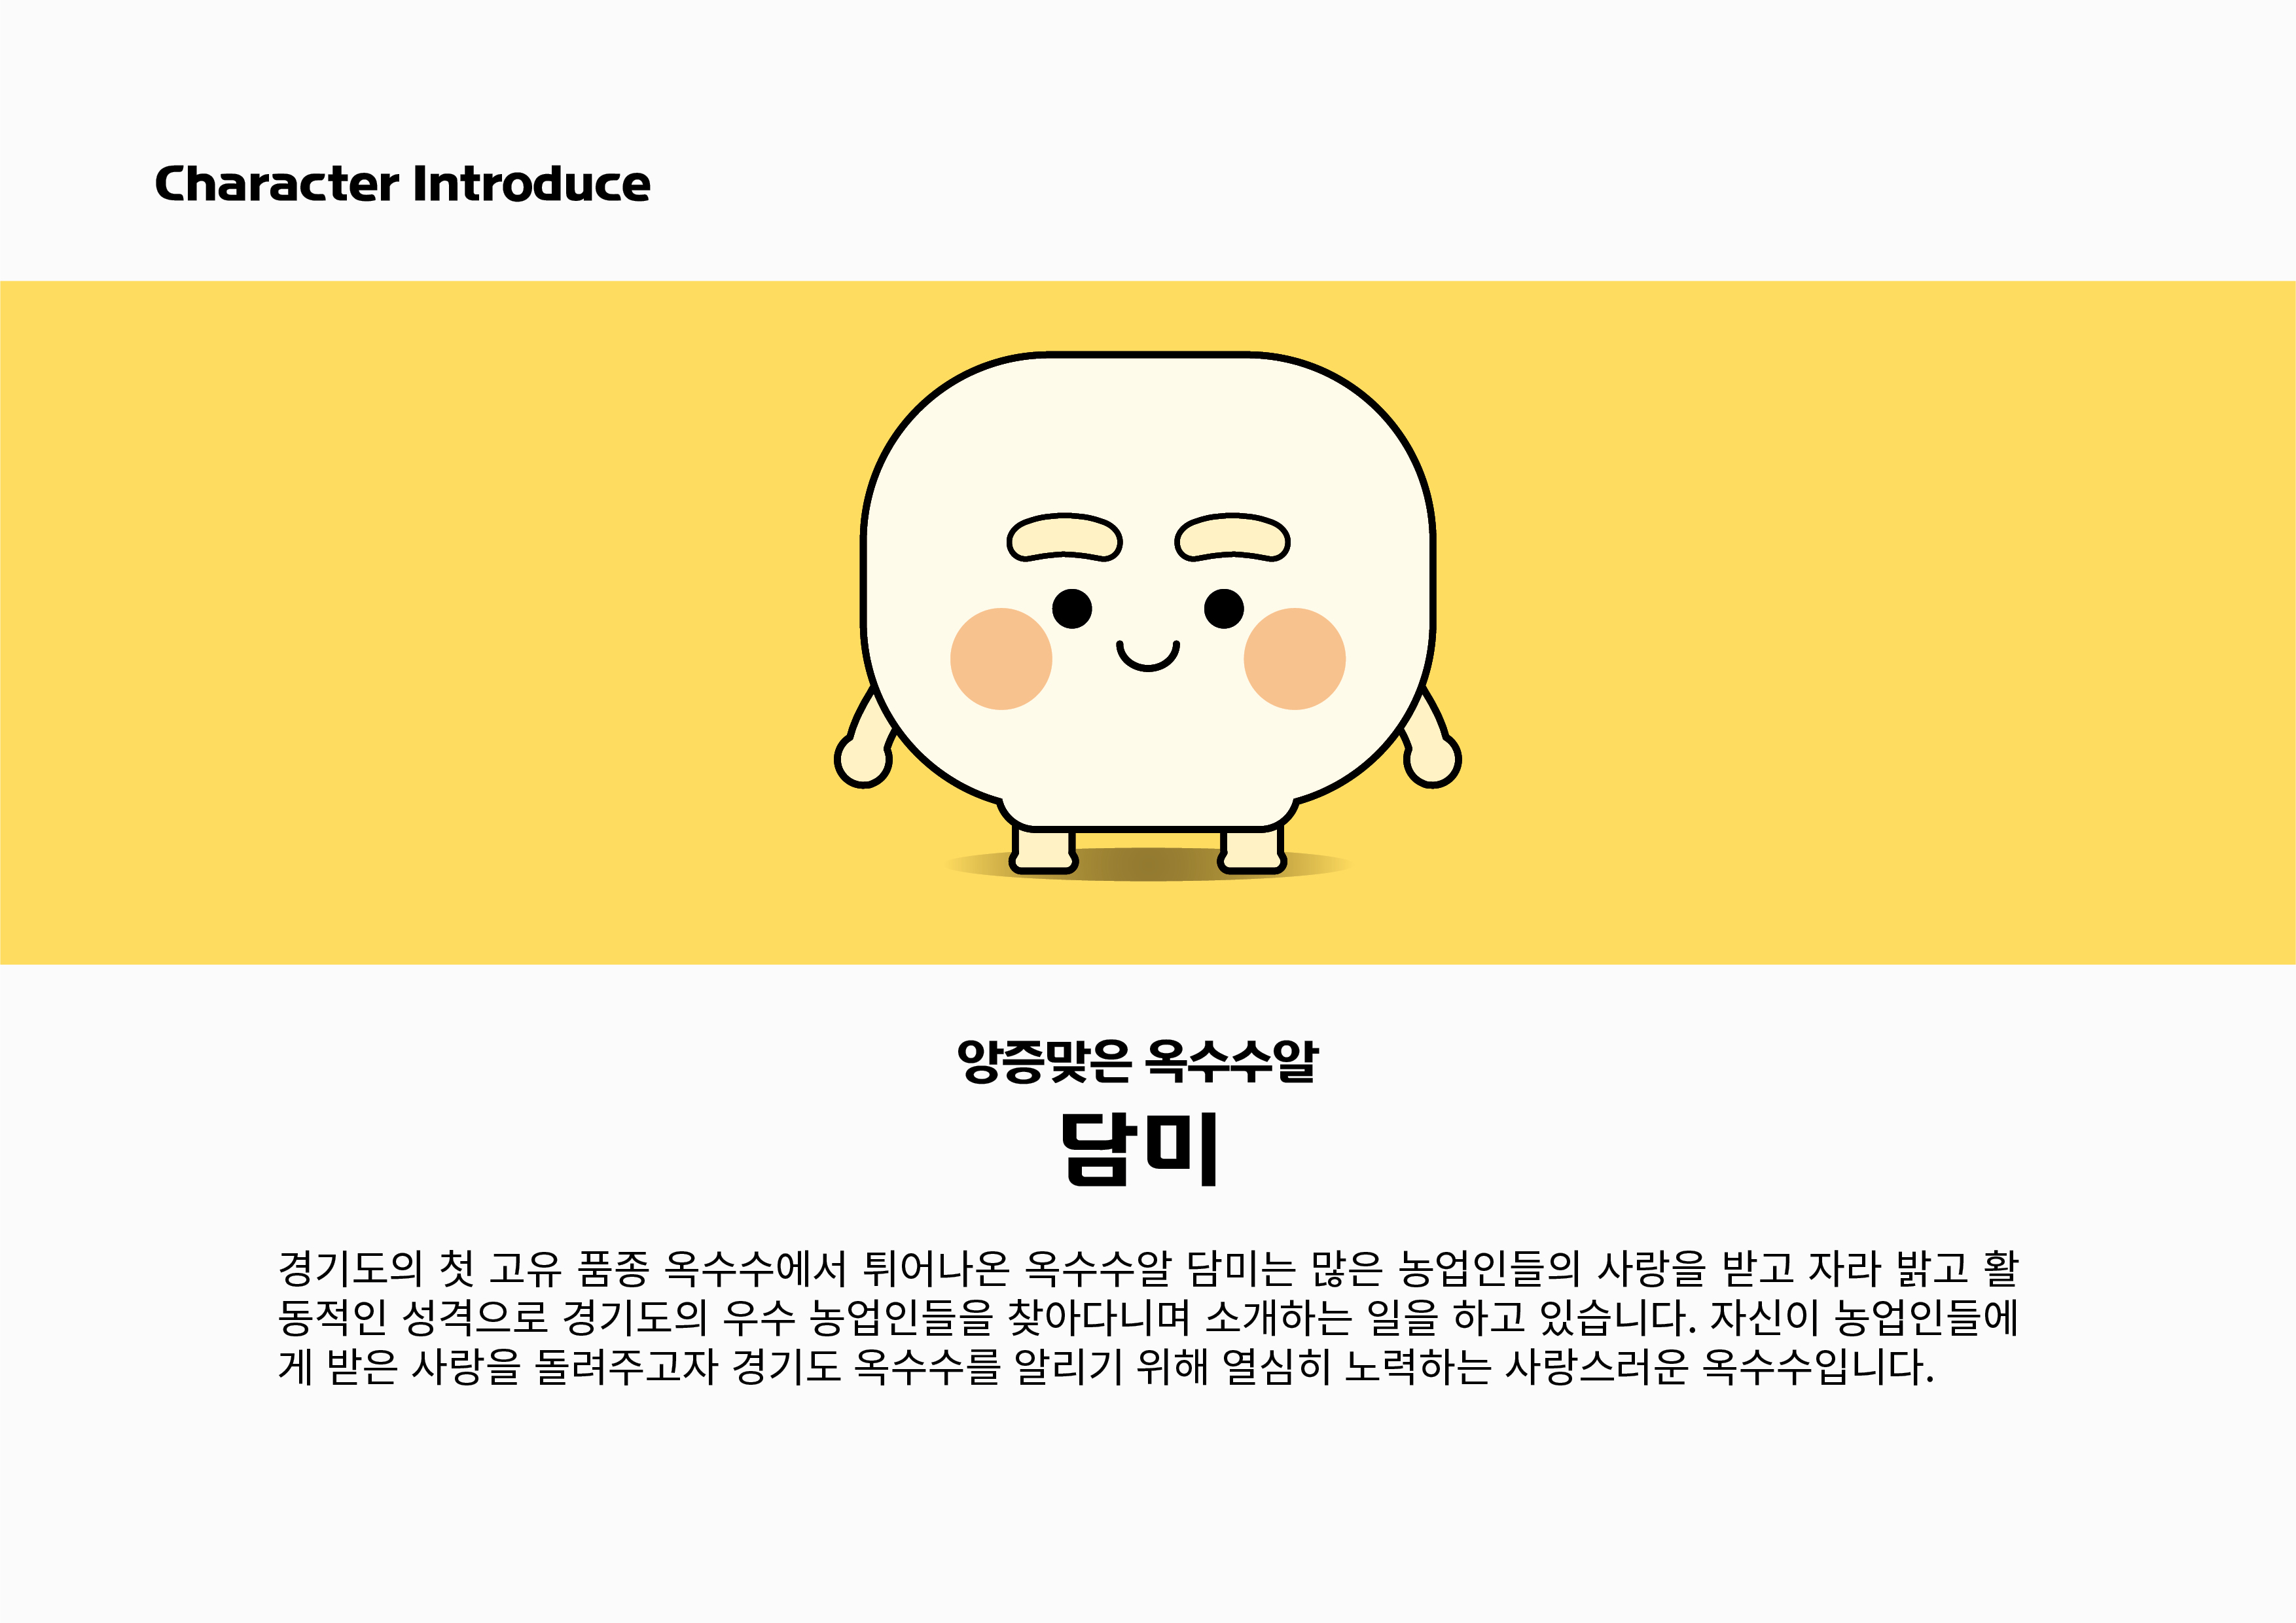 Character Introduce
앙증맞은 옥수수알
담미
경기도의 첫 고유 품종 옥수수에서 튀어나온 옥수수알 담미는 많은 농업인들의 사랑을 받고 자라 밝고 활
동적인 성격으로 경기도의 우수 농업인들을 찾아다니며 소개하는 일을 하고 있습니다. 자신이 농업인들에
게 받은 사랑을 돌려주고자 경기도 옥수수를 알리기 위해 열심히 노력하는 사랑스러운 옥수수입니다.